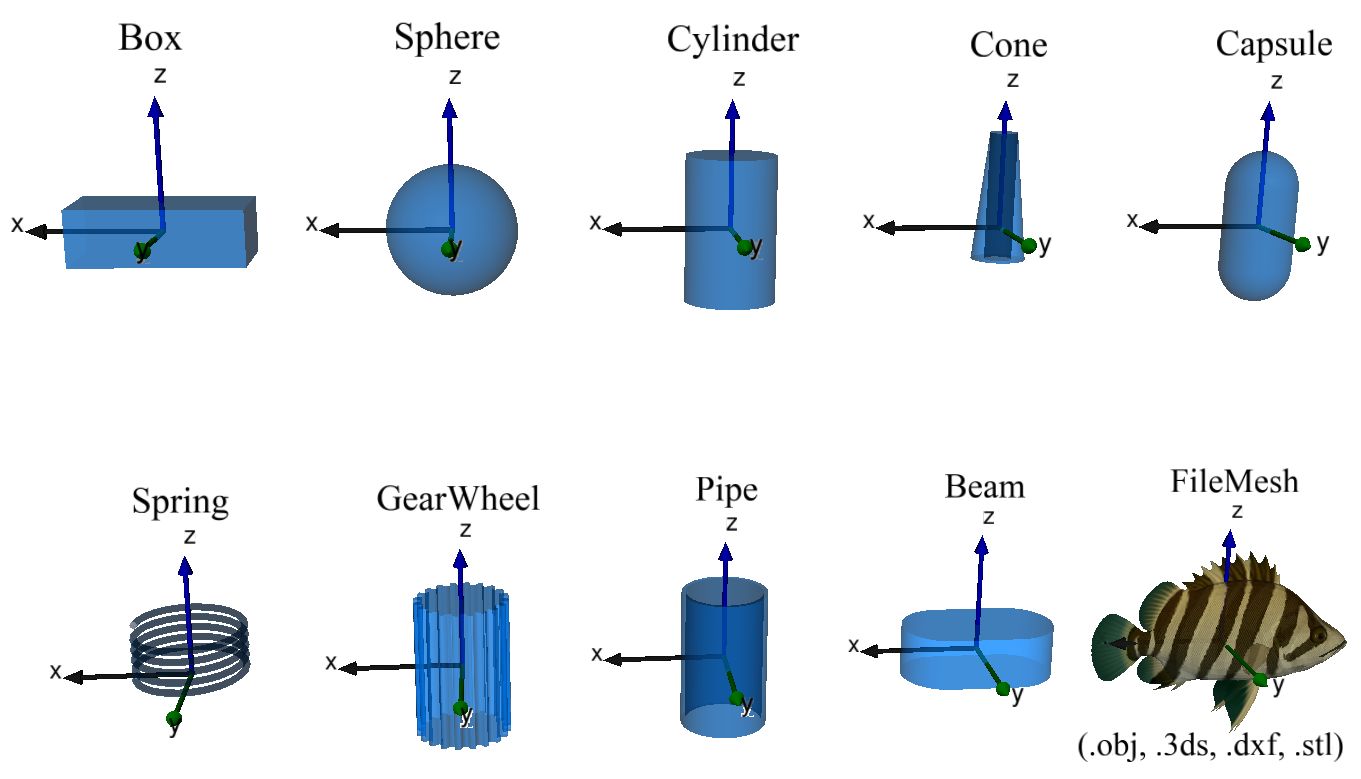 Box
z
x
y
Sphere
z
x
y
Cylinder
z
x
y
Cone
z
x
y
Capsule
z
x
y
Spring
z
x
y
GearWheel
z
x
y
Pipe
z
x
y
Beam
z
x
y
FileMesh
z
y
(.obj, .3ds, .dxf, .stl)